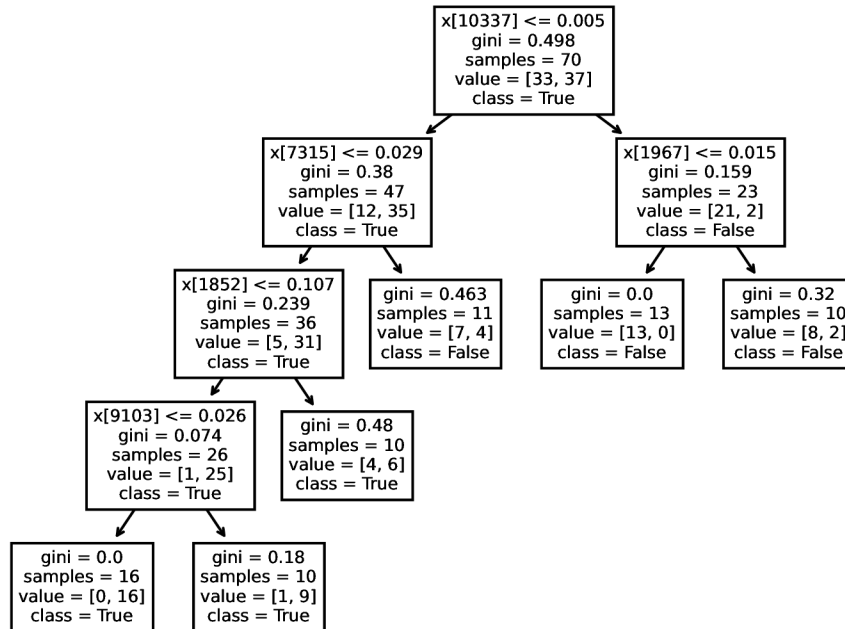 x[10337] <= 0.005
gini = 0.498
samples = 70
value = [33, 37]
class = True
x[7315] <= 0.029
gini = 0.38
samples = 47
value = [12, 35]
class = True
x[1967] <= 0.015
gini = 0.159
samples = 23
value = [21, 2]
class = False
x[1852] <= 0.107
gini = 0.239
samples = 36
value = [5, 31]
class = True
gini = 0.463
samples = 11
value = [7, 4]
class = False
gini = 0.0
samples = 13
value = [13, 0]
class = False
gini = 0.32
samples = 10
value = [8, 2]
class = False
x[9103] <= 0.026
gini = 0.074
samples = 26
value = [1, 25]
class = True
gini = 0.48
samples = 10
value = [4, 6]
class = True
gini = 0.0
samples = 16
value = [0, 16]
class = True
gini = 0.18
samples = 10
value = [1, 9]
class = True